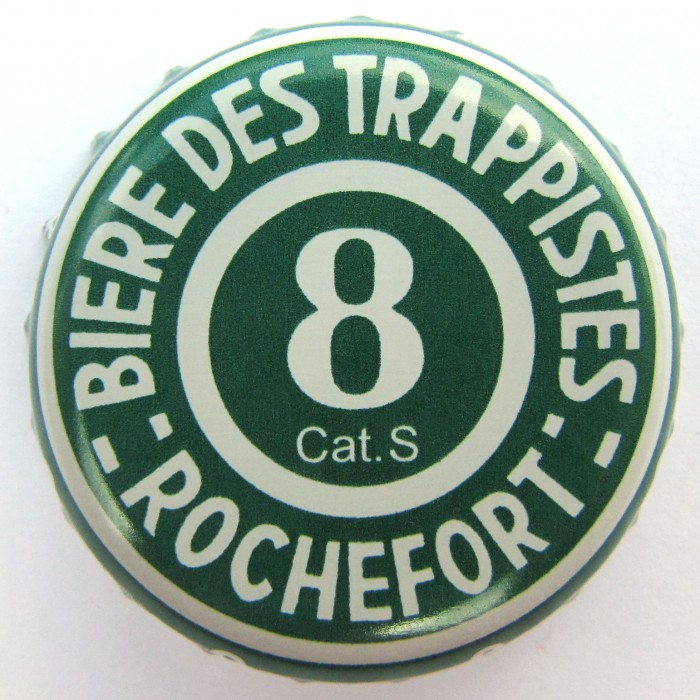 BIERE DES TRAPPISTES
8
Cat. S
- ROCHEFORT -